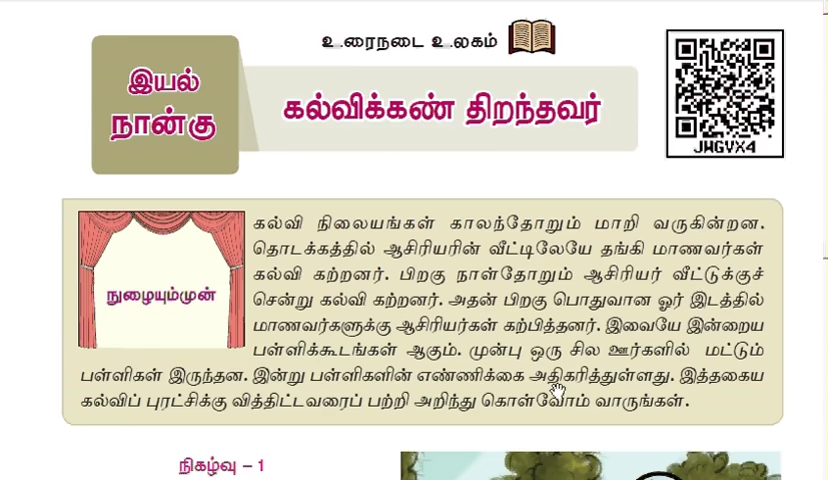 உரைநடை உலகம்
இயல்
நான்கு
கல்விக்கண் திறந்தவர்
JWGVX4
நுழையும்முன்
கல்வி நிலையங்கள் காலந்தோறும் மாறி வருகின்றன.
தொடக்கத்தில் ஆசிரியரின் வீட்டிலேயே தங்கி மாணவர்கள்
கல்வி கற்றனர். பிறகு நாள்தோறும் ஆசிரியர் வீட்டுக்குச்
சென்று கல்வி கற்றனர். அதன் பிறகு பொதுவான ஓர் இடத்தில்
மாணவர்களுக்கு ஆசிரியர்கள் கற்பித்தனர். இவையே இன்றைய
பள்ளிக்கூடங்கள் ஆகும். முன்பு ஒரு சில ஊர்களில் மட்டும்
பள்ளிகள் இருந்தன. இன்று பள்ளிகளின் எண்ணிக்கை அதிகரித்துள்ளது. இத்தகைய
கல்விப் புரட்சிக்கு வித்திட்டவரைப் பற்றி அறிந்து கொள்வோம் வாருங்கள்.
நிகழ்வு – 1